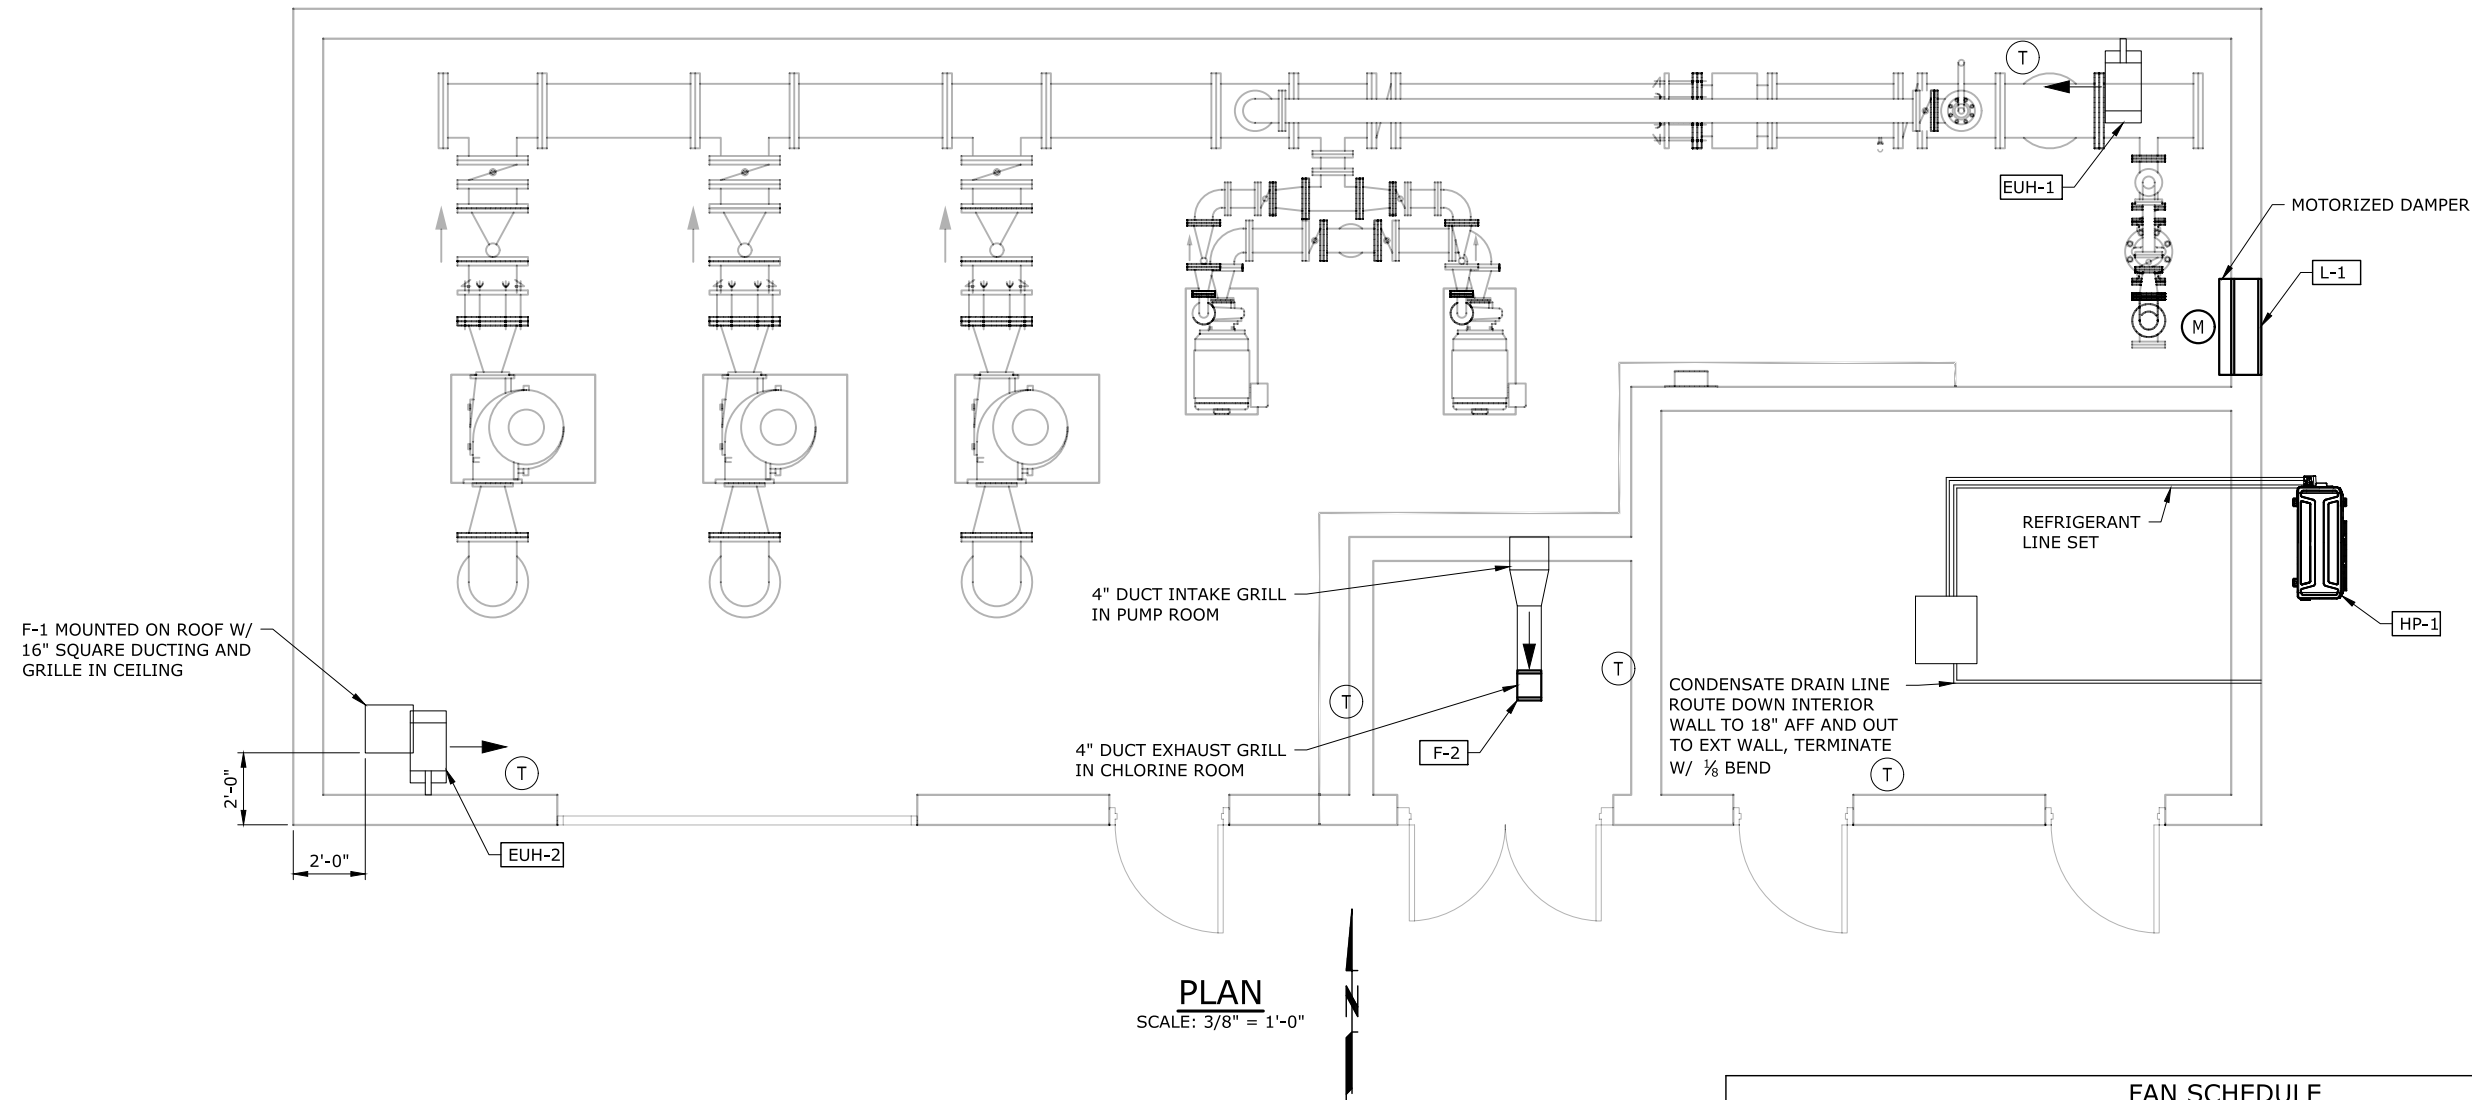 T
EUH-1
MOTORIZED DAMPER
L-1
M
REFRIGERANT
LINE SET
HP-1
4" DUCT INTAKE GRILL
IN PUMP ROOM
F-1 MOUNTED ON ROOF W/
16" SQUARE DUCTING AND
GRILLE IN CEILING
T
T
CONDENSATE DRAIN LINE
ROUTE DOWN INTERIOR
WALL TO 18" AFF AND OUT
TO EXT WALL, TERMINATE
W/ ⅛ BEND
4" DUCT EXHAUST GRILL
IN CHLORINE ROOM
F-2
T
T
2'-0"
2'-0"
EUH-2
PLAN
SCALE: 3/8" = 1'-0"
N
FAN SCHEDULE